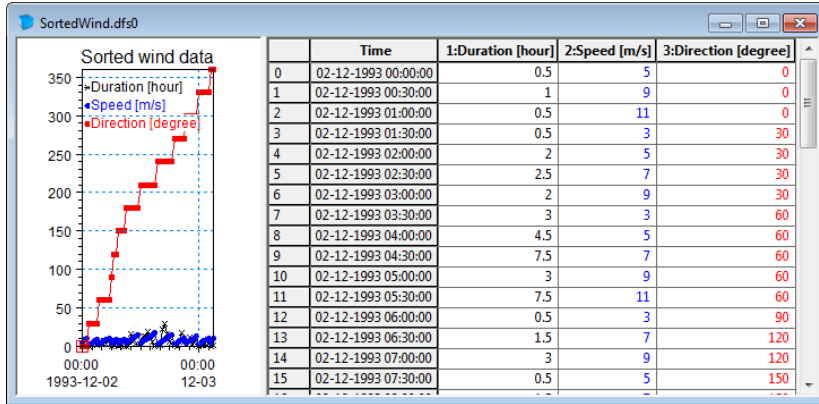 SortedWind.dfs0
Sorted wind data
Duration [hour]
Speed [m/s]
Direction [degree]
350
300
250
200
150
100
50
0
00:00 00:00
1993-12-02 12-03
Time 1:Duration [hour] 2:Speed [m/s] 3:Direction [degree]
0 02-12-1993 00:00:00 0.5 5 0
1 02-12-1993 00:30:00 1 9 0
2 02-12-1993 01:00:00 0.5 11 0
3 02-12-1993 01:30:00 0.5 3 30
4 02-12-1993 02:00:00 2 5 30
5 02-12-1993 02:30:00 2.5 7 30
6 02-12-1993 03:00:00 2 9 30
7 02-12-1993 03:30:00 3 3 60
8 02-12-1993 04:00:00 4.5 5 60
9 02-12-1993 04:30:00 7.5 7 60
10 02-12-1993 05:00:00 3 9 60
11 02-12-1993 05:30:00 7.5 11 60
12 02-12-1993 06:00:00 0.5 3 90
13 02-12-1993 06:30:00 1.5 7 120
14 02-12-1993 07:00:00 3 9 120
15 02-12-1993 07:30:00 0.5 5 150